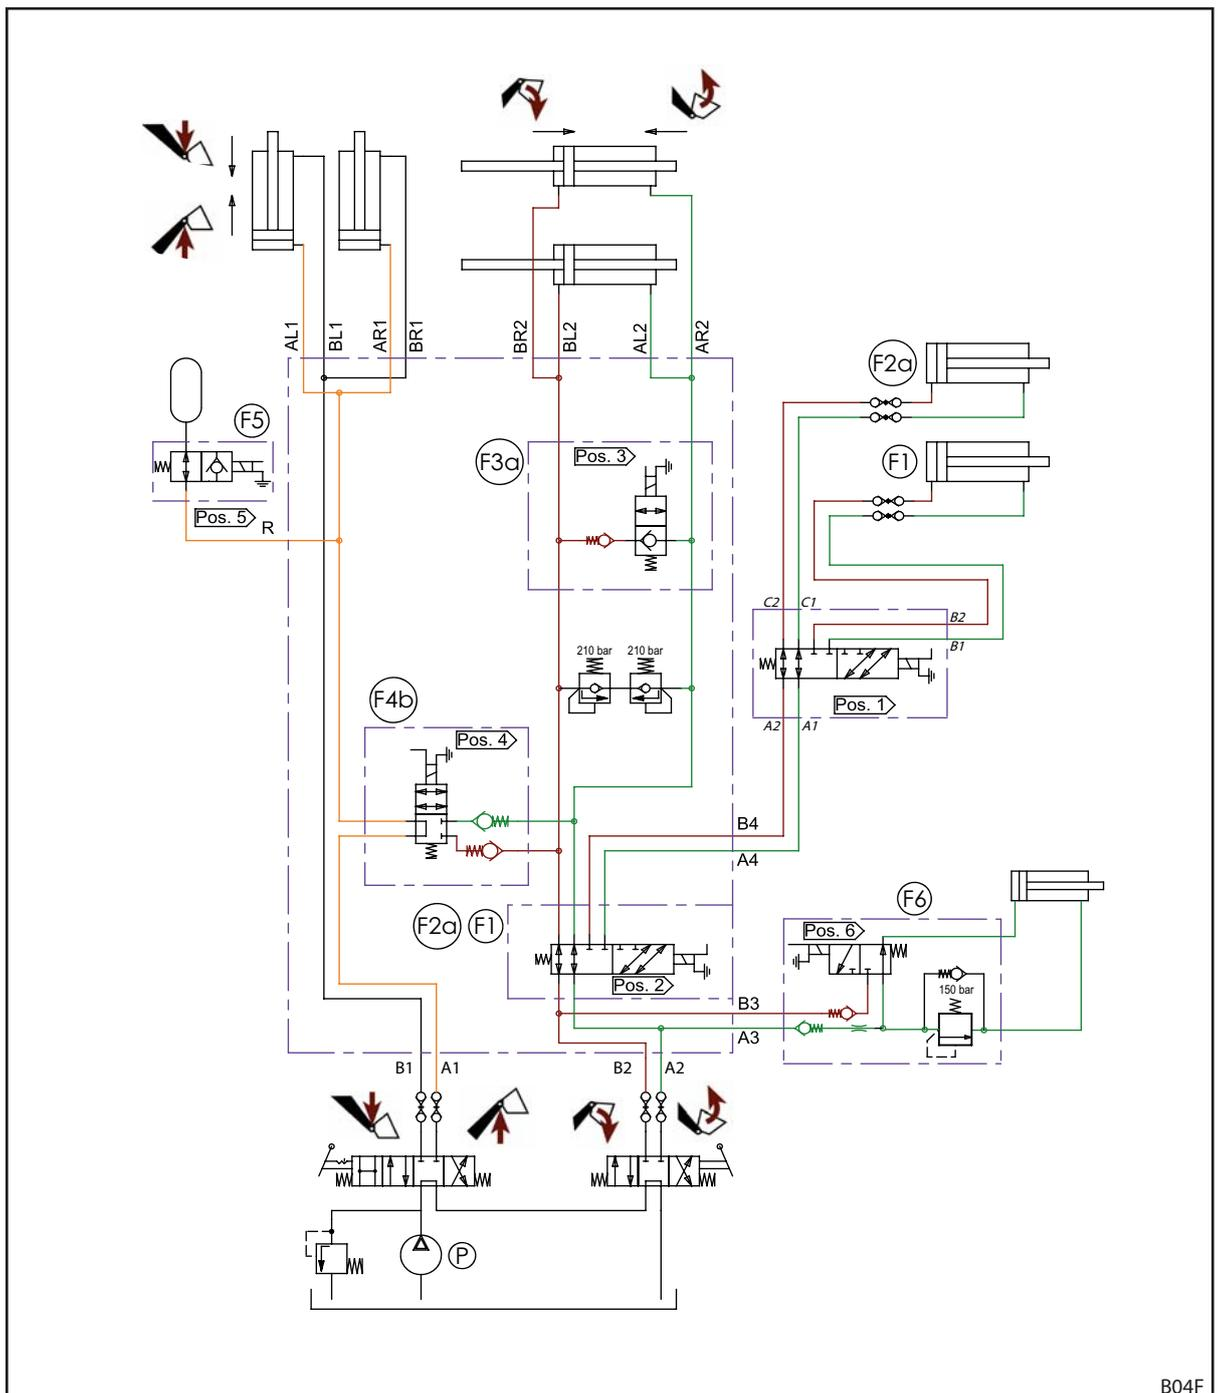 AL1
BL1
AR1
BR1
BR2
BL2
AL2
AR2
F2a
F5
F1
F3a
Pos. 3
Pos. 5
R
C2
C1
B2
B1
210 bar
210 bar
F4b
Pos. 1
A2
A1
Pos. 4
B4
A4
F6
F2a
F1
Pos. 6
Pos. 2
150 bar
B3
A3
B1
A1
B2
A2
P
B04F